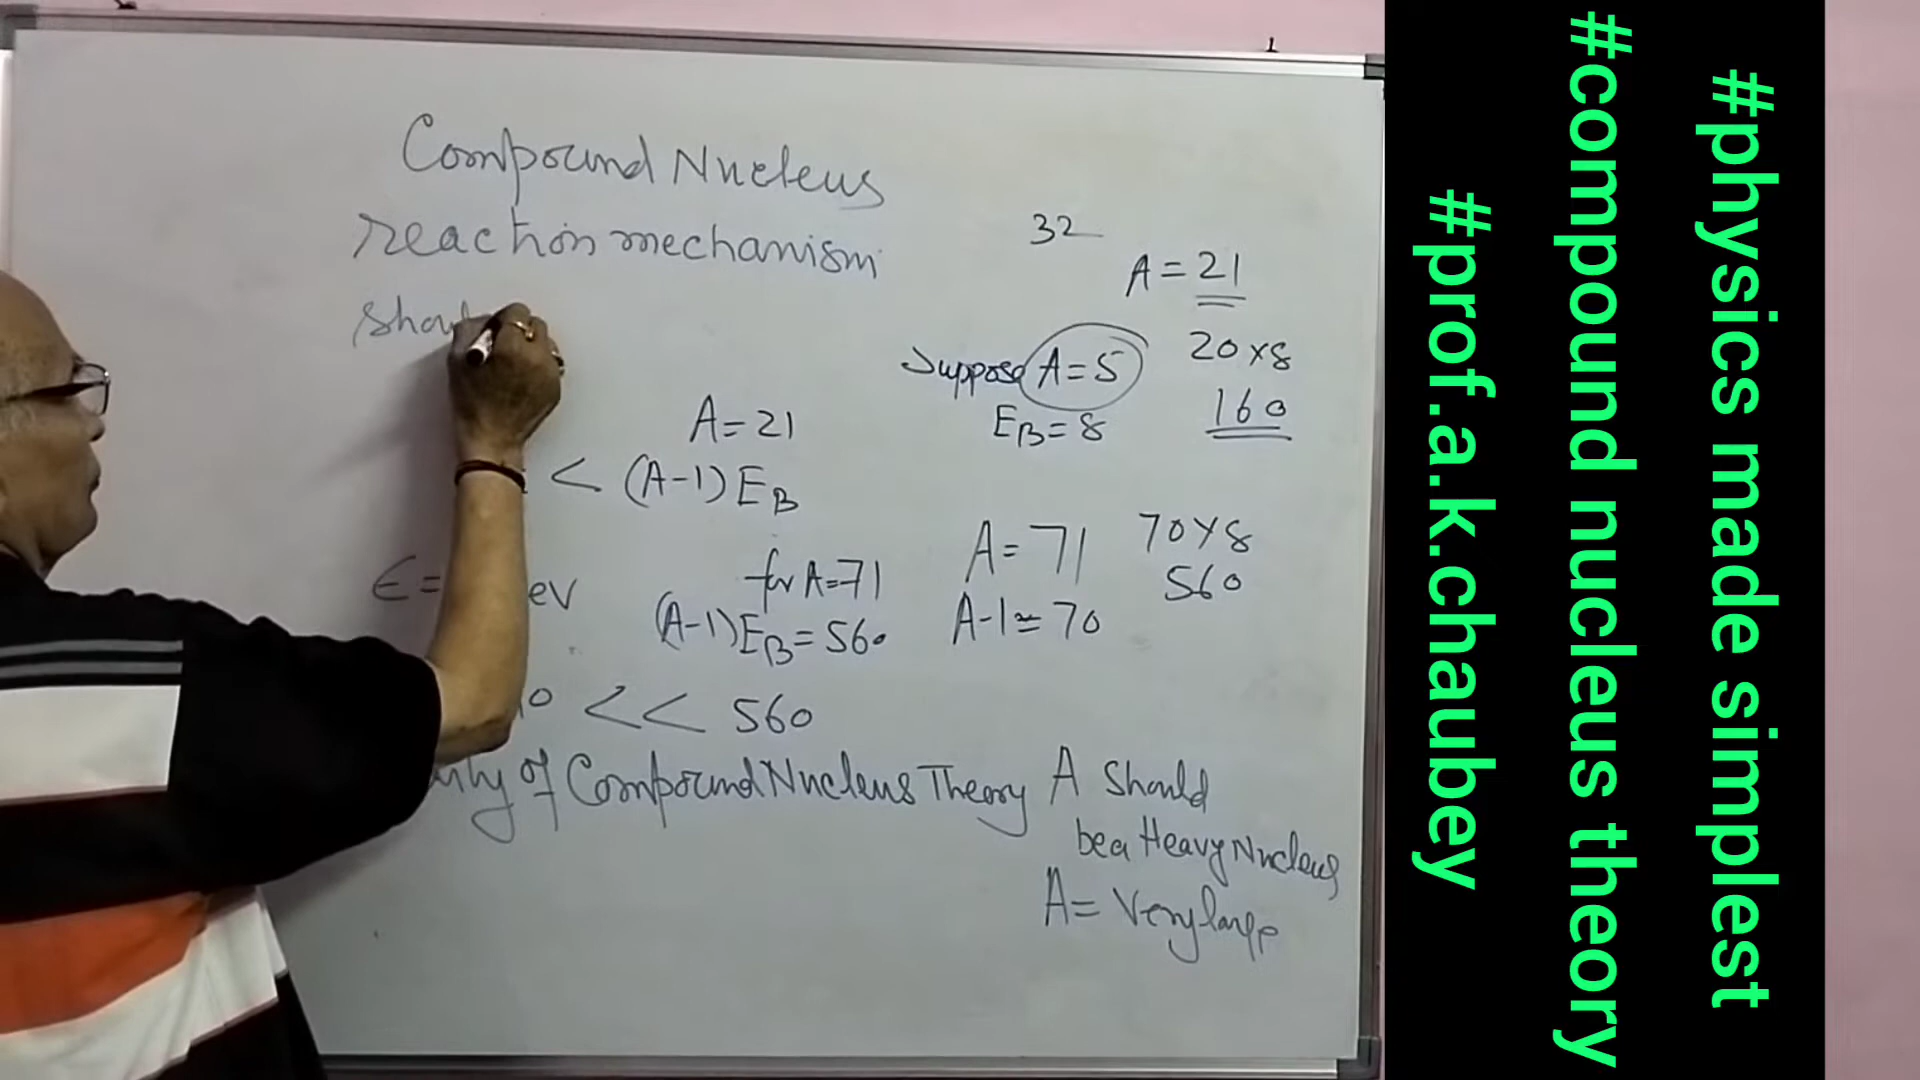 Compound Nucleus
reaction mechanism
shou
32
A = 21
20 x 8
160
Suppose A = 5
EB = 8
A = 21
< (A-1) EB
A = 71
70 x 8
560
A-1 ≃ 70
ϵ =
ev
for A=71
(A-1) EB = 560
<< 560
of Compound Nucleus Theory A Should
be a Heavy Nucleus
A = Very large
#physics made simplest
#compound nucleus theory
#prof.a.k.chaubey